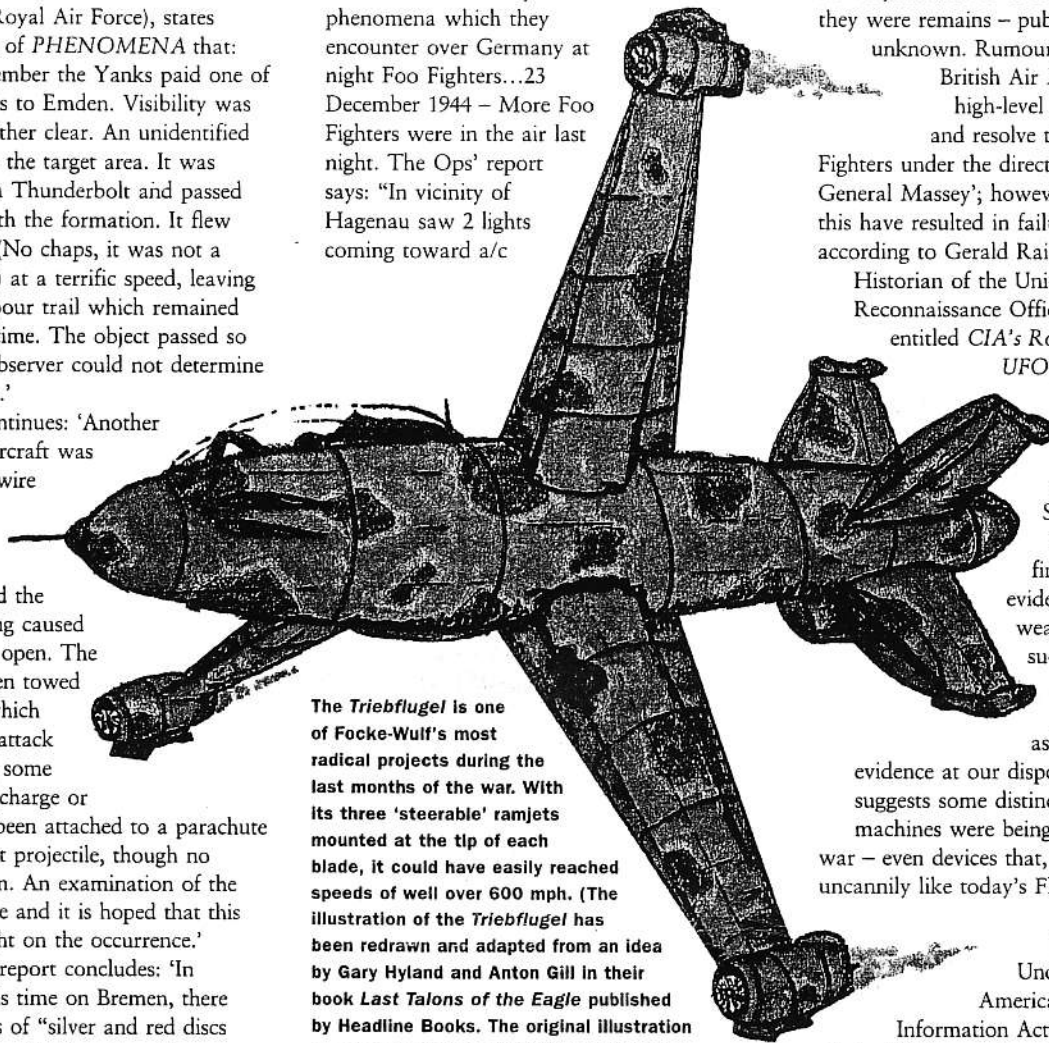 Royal Air Force), states
of PHENOMENA that:
ember the Yanks paid one of
s to Emden. Visibility was
ther clear. An unidentified
the target area. It was
Thunderbolt and passed
th the formation. It flew
(No chaps, it was not a
at a terrific speed, leaving
pour trail which remained
ime. The object passed so
bserver could not determine
.'
ntinues: 'Another
rcraft was
wire
d the
ng caused
open. The
en towed
which
attack
some
charge or
been attached to a parachute
t projectile, though no
n. An examination of the
e and it is hoped that this
ht on the occurrence.'
report concludes: 'In
s time on Bremen, there
s of "silver and red discs
phenomena which they
encounter over Germany at
night Foo Fighters...23
December 1944 – More Foo
Fighters were in the air last
night. The Ops' report
says: "In vicinity of
Hagenau saw 2 lights
coming toward a/c
The Triebflugel is one
of Focke-Wulf's most
radical projects during the
last months of the war. With
its three 'steerable' ramjets
mounted at the tip of each
blade, it could have easily reached
speeds of well over 600 mph. (The
illustration of the Triebflugel has
been redrawn and adapted from an idea
by Gary Hyland and Anton Gill in their
book Last Talons of the Eagle published
by Headline Books. The original illustration
they were remains – pub
unknown. Rumour
British Air
high-level
and resolve t
Fighters under the direct
General Massey'; howev
this have resulted in fail
according to Gerald Rai
Historian of the Uni
Reconnaissance Offic
entitled CIA's Ro
UFO
S
fir
evide
wea
su
as
evidence at our dispo
suggests some distinc
machines were being
war – even devices that,
uncannily like today's Fl
Und
America
Information Act